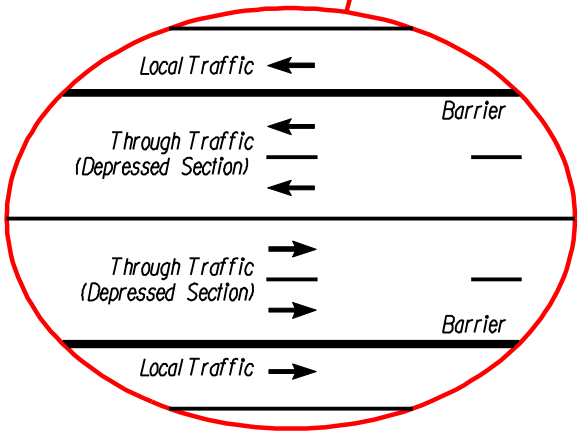 Local Traffic
Barrier
Through Traffic
(Depressed Section)
Through Traffic
(Depressed Section)
Barrier
Local Traffic